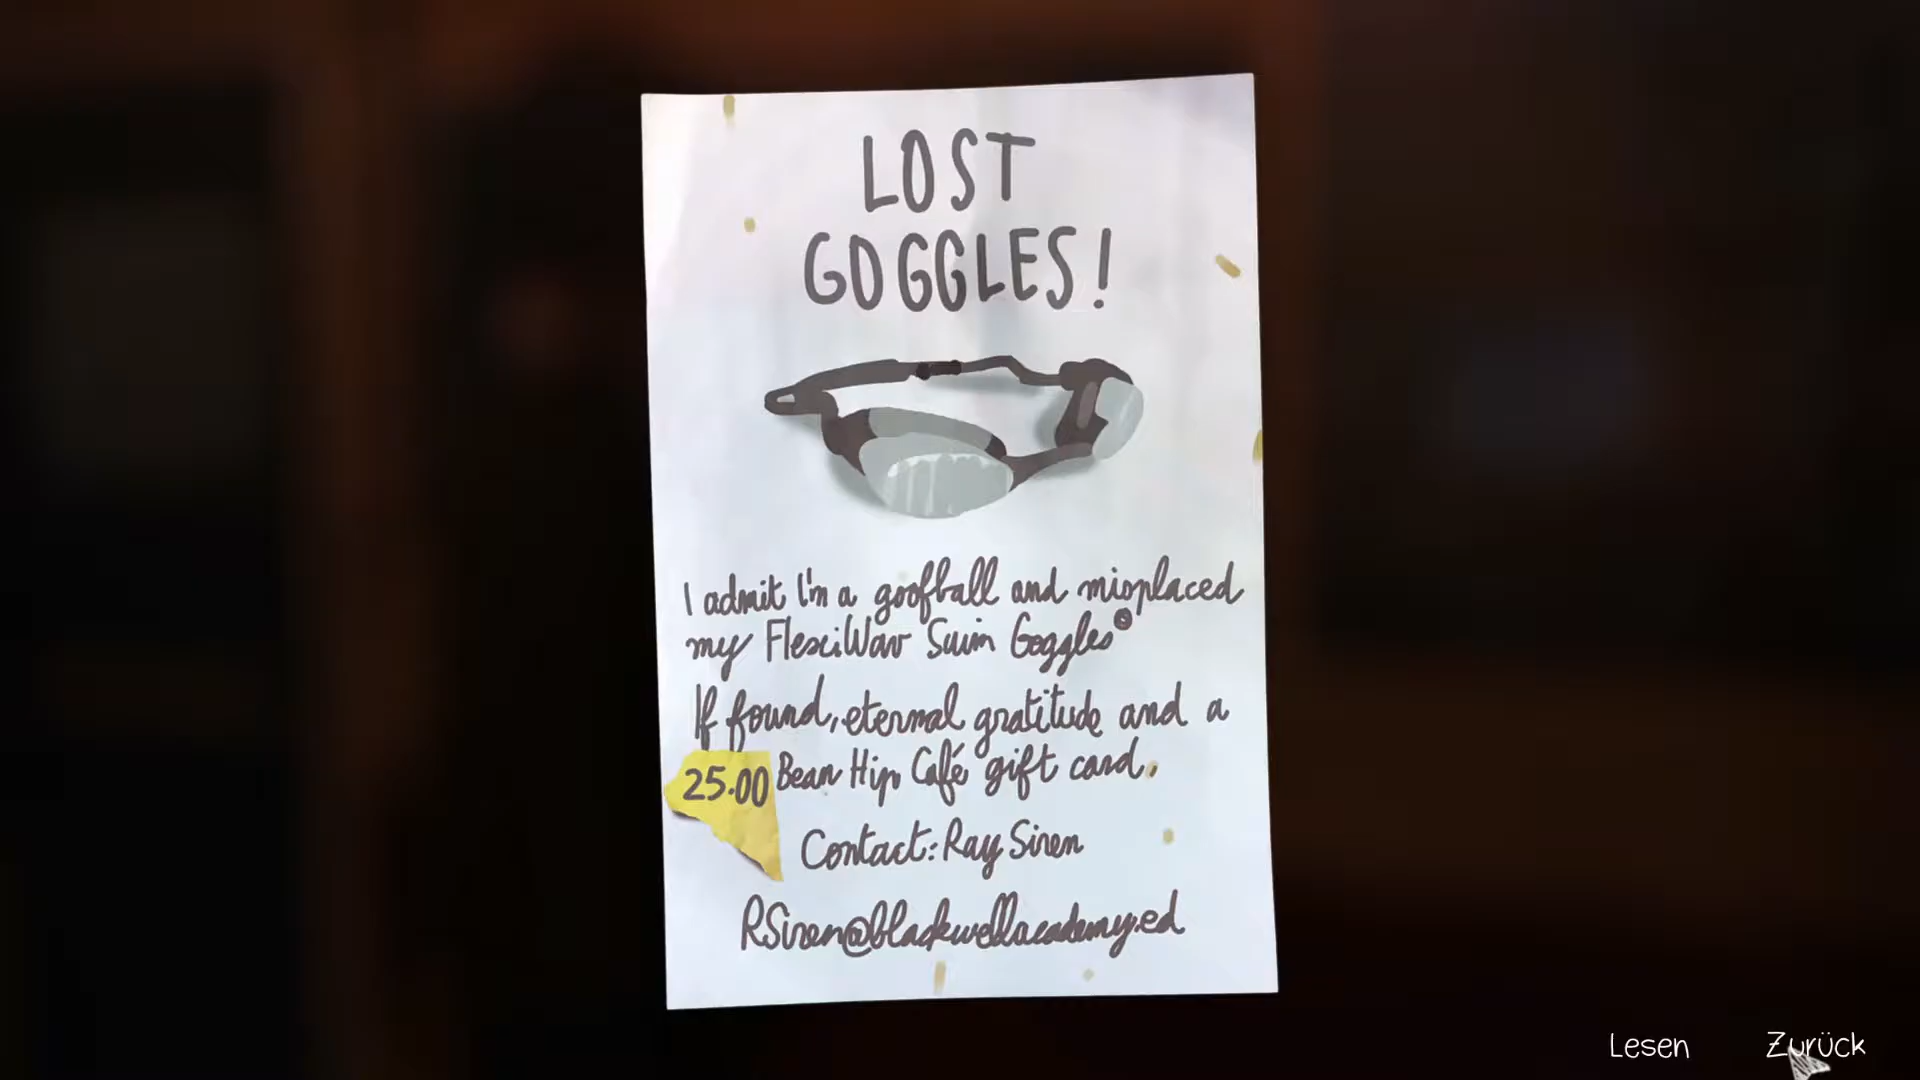 LOST
GOGGLES!
I admit I'm a goofball and misplaced
my FlexiWav Swim Goggles®
If found, eternal gratitude and a
25.00 Bean Hip Café gift card.
Contact: Ray Siren
RSiren@blackwellacademy.ed
Lesen Zurück